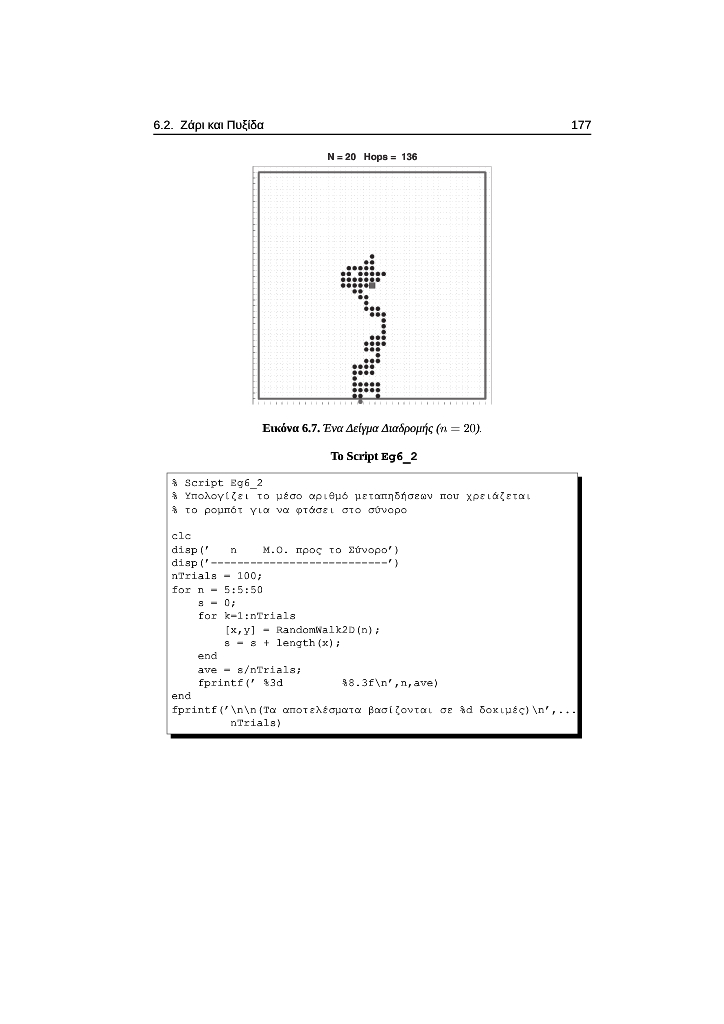 6.2. Ζάρι και Πυξίδα 177
N = 20 Hops = 136
Εικόνα 6.7. Ένα Δείγμα Διαδρομής (n = 20).
Το Script Eg6_2
% Script Eg6_2
% Υπολογίζει το μέσο αριθμό μεταπηδήσεων που χρειάζεται
% το ρομπότ για να φτάσει στο σύνορο
clc
disp(′ n Μ.Ο. προς το Σύνορο′)
disp(′---------------------------′)
nTrials = 100;
for n = 5:5:50
s = 0;
for k=1:nTrials
[x,y] = RandomWalk2D(n);
s = s + length(x);
end
ave = s/nTrials;
fprintf(′ %3d %8.3f\n′,n,ave)
end
fprintf(′\n\n(Τα αποτελέσματα βασίζονται σε %d δοκιμές)\n′,...
nTrials)